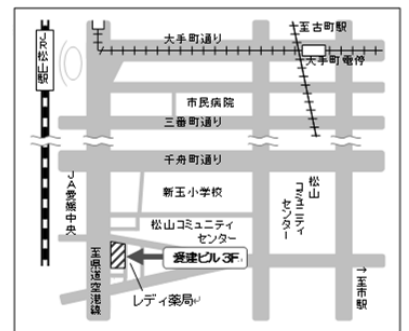 至古町駅
大手町通り
大手町電停
JR松山駅
市民病院
三番町通り
千舟町通り
JA愛媛中央
新玉小学校
松山コミュニティセンター
松山コミュニティ
センター
愛建ビル 3F
至県道空港線
レディ薬局
→至市駅